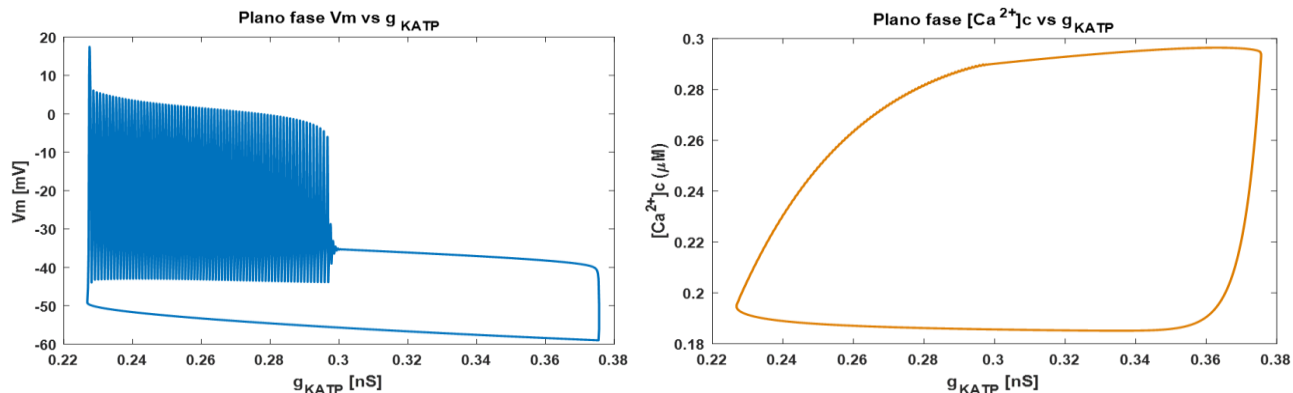 Plano fase Vm vs g KATP
20
10
0
-10
-20
-30
-40
-50
-60
Vm [mV]
0.22 0.24 0.26 0.28 0.3 0.32 0.34 0.36 0.38
g KATP [nS]
Plano fase [Ca 2+]c vs g KATP
0.3
0.28
0.26
0.24
0.22
0.2
0.18
[Ca2+]c (μM)
0.22 0.24 0.26 0.28 0.3 0.32 0.34 0.36 0.38
g KATP [nS]